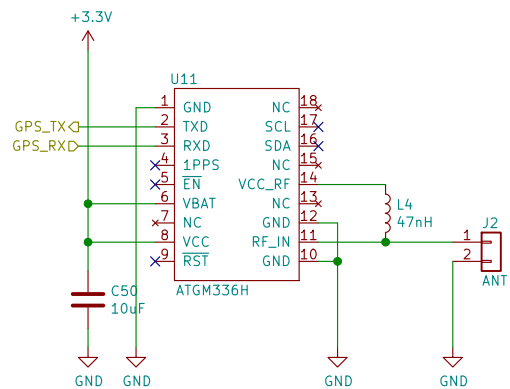 +3.3V
U11
1 GND NC 18
GPS_TX 2 TXD SCL 17
GPS_RX 3 RXD SDA 16
4 1PPS NC 15
5 EN VCC_RF 14
6 VBAT NC 13
L4
47nH
7 NC GND 12
8 VCC RF_IN 11
9 RST GND 10
J2
1
2
ANT
ATGM336H
C50
10uF
GND GND GND GND